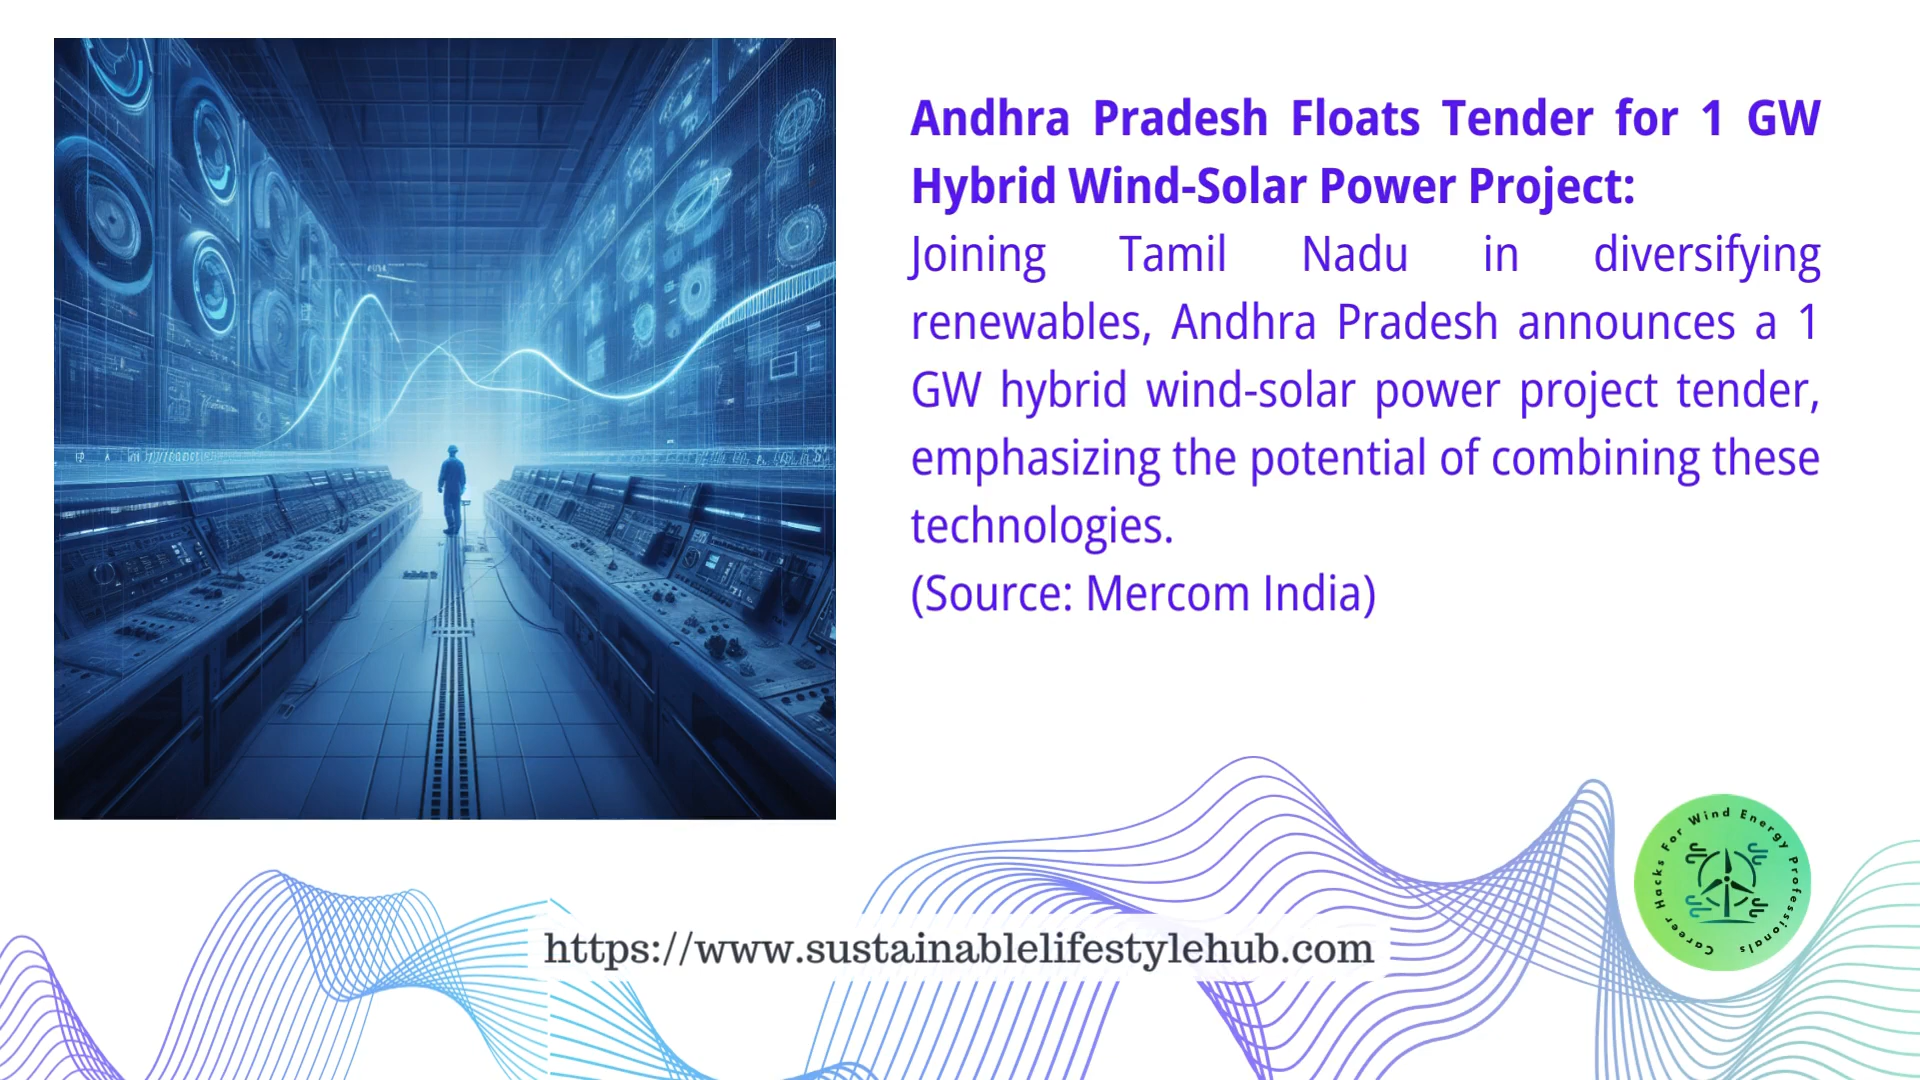 Andhra Pradesh Floats Tender for 1 GW
Hybrid Wind-Solar Power Project:
Joining Tamil Nadu in diversifying
renewables, Andhra Pradesh announces a 1
GW hybrid wind-solar power project tender,
emphasizing the potential of combining these
technologies.
(Source: Mercom India)
Career Hacks For Wind Energy Professionals
https://www.sustainablelifestylehub.com